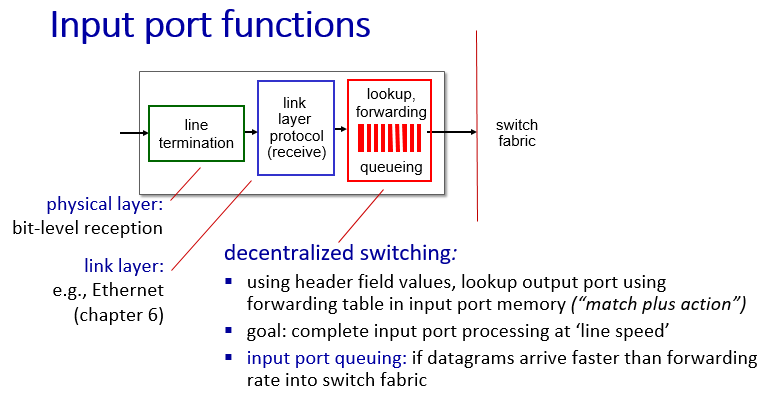 Input port functions
line
termination
link
layer
protocol
(receive)
lookup,
forwarding
queueing
switch
fabric
physical layer:
bit-level reception
link layer:
e.g., Ethernet
(chapter 6)
decentralized switching:
▪ using header field values, lookup output port using
forwarding table in input port memory (“match plus action”)
▪ goal: complete input port processing at ‘line speed’
▪ input port queuing: if datagrams arrive faster than forwarding
rate into switch fabric